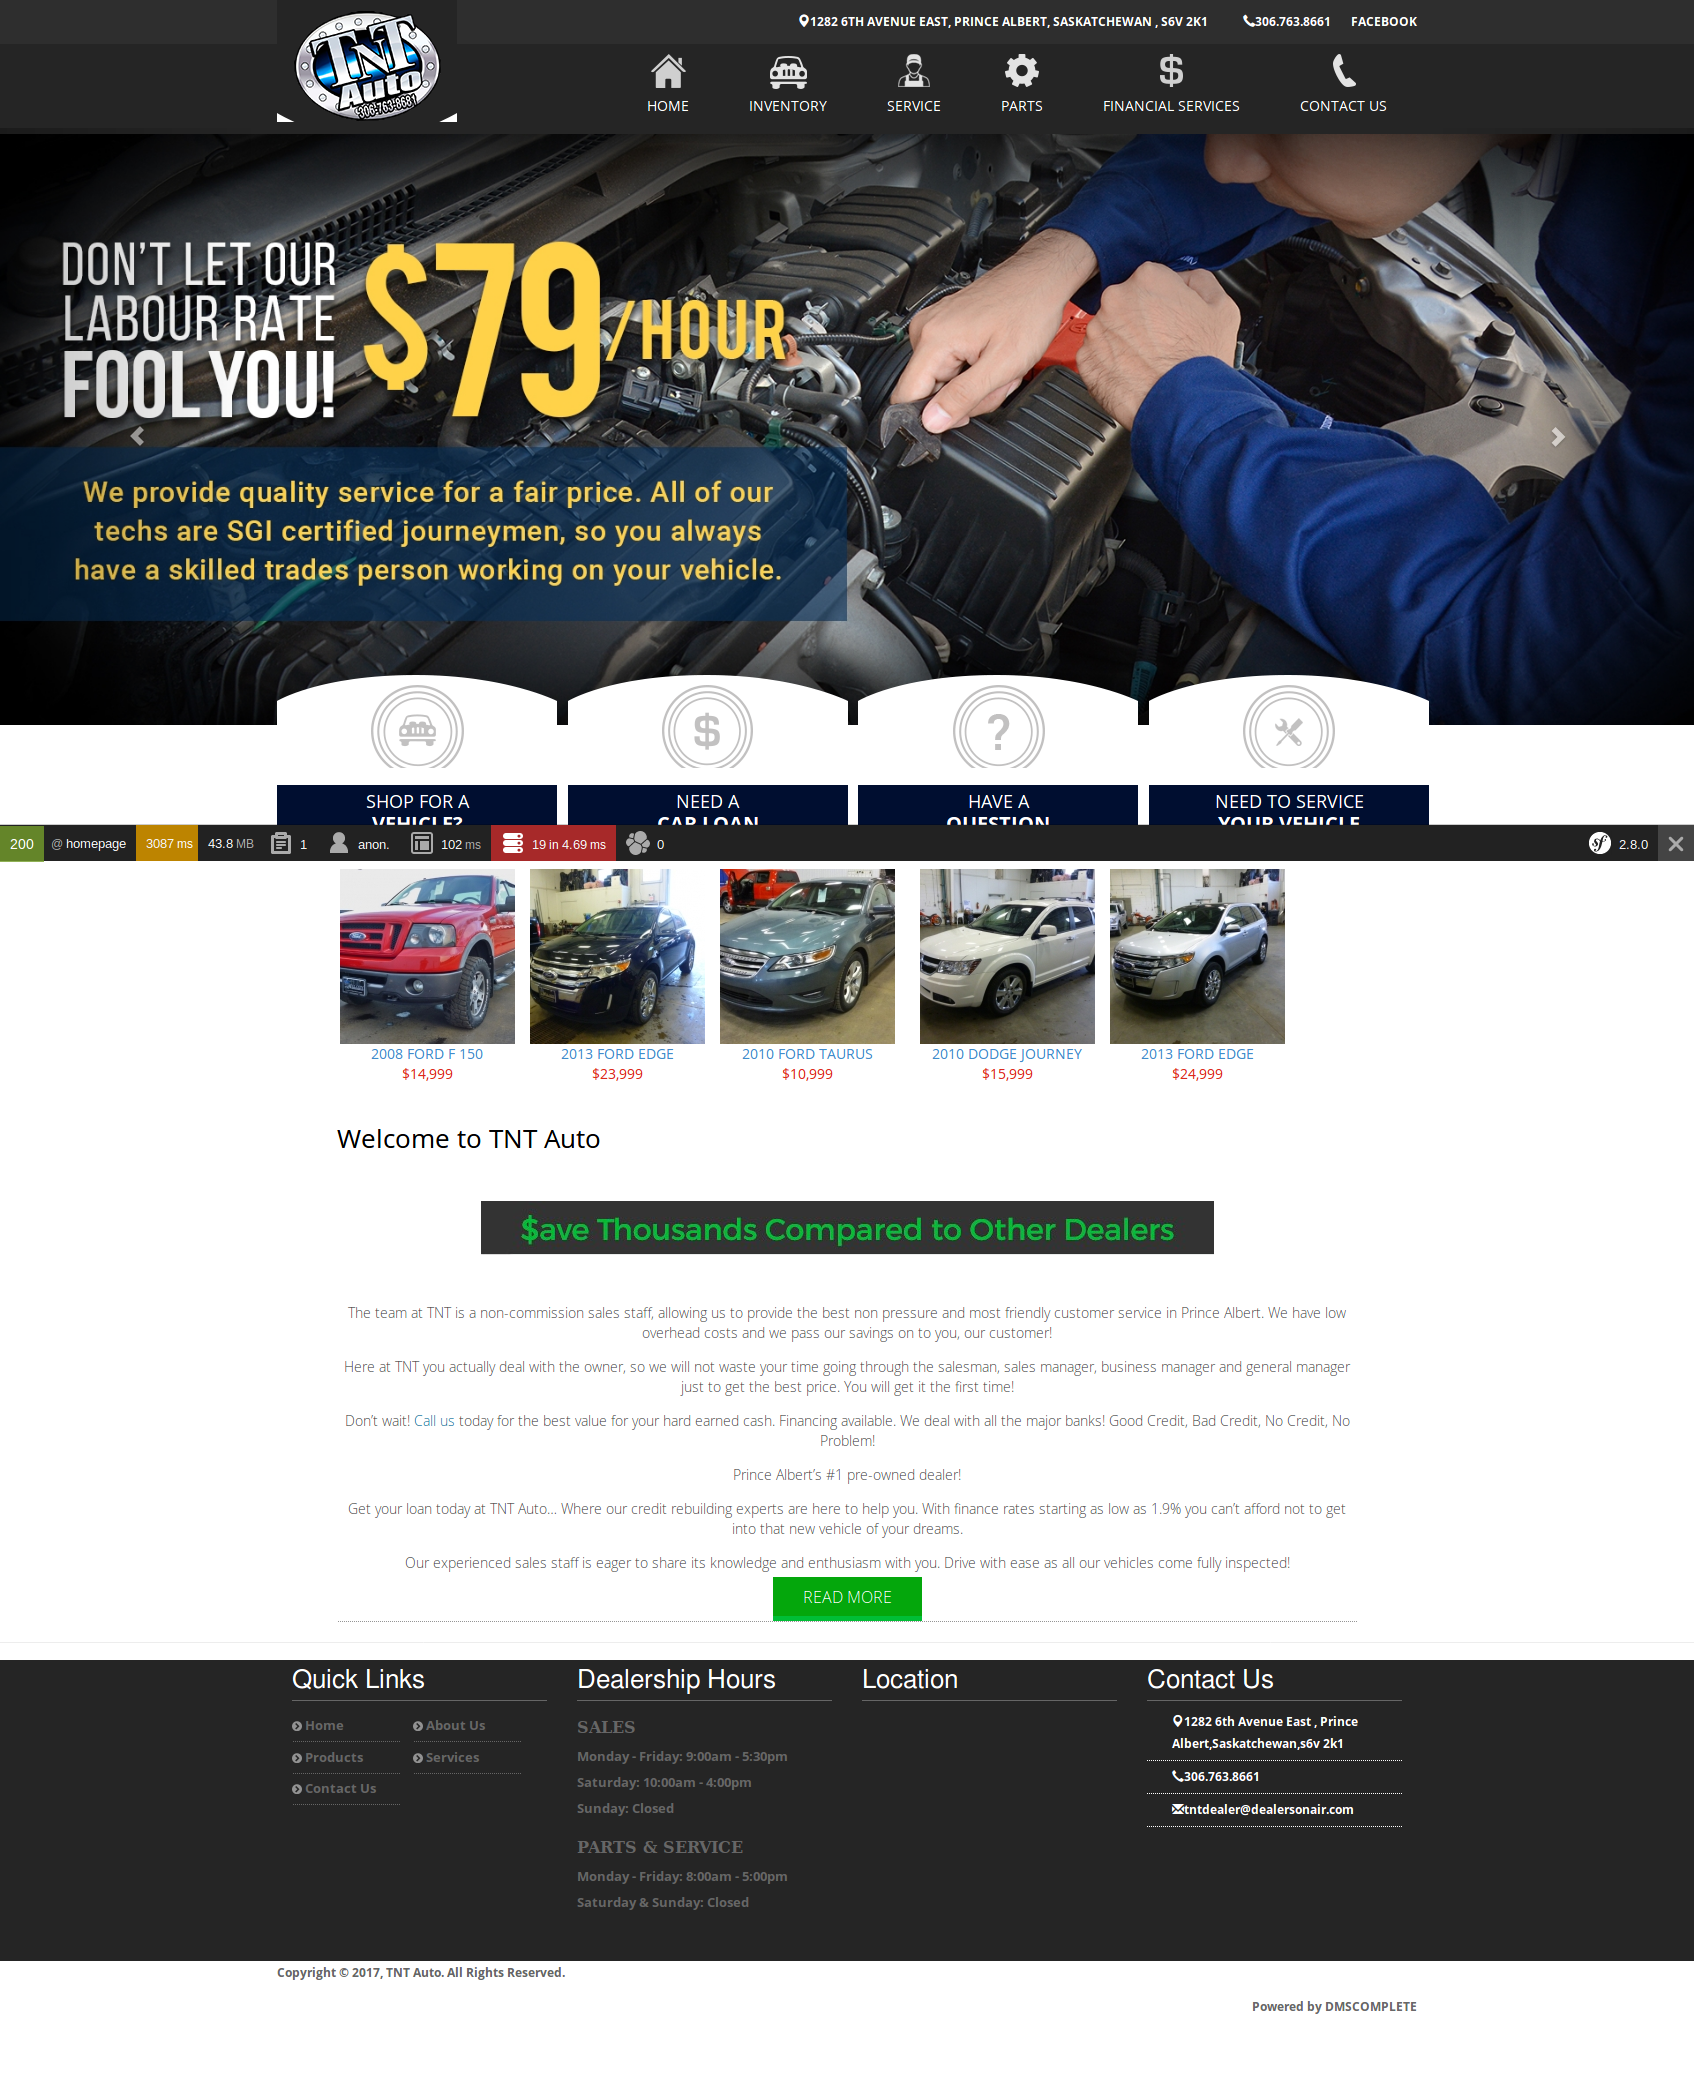 TNT
Auto
306-763-8681
1282 6TH AVENUE EAST, PRINCE ALBERT, SASKATCHEWAN , S6V 2K1
306.763.8661
FACEBOOK
HOME
INVENTORY
SERVICE
PARTS
FINANCIAL SERVICES
CONTACT US
DON'T LET OUR
LABOUR RATE
FOOL YOU!
$79/HOUR
We provide quality service for a fair price. All of our
techs are SGI certified journeymen, so you always
have a skilled trades person working on your vehicle.
SHOP FOR A
VEHICLE?
NEED A
CAR LOAN
HAVE A
QUESTION
NEED TO SERVICE
YOUR VEHICLE
200
@ homepage
3087 ms
43.8 MB
1
anon.
102 ms
19 in 4.69 ms
0
sf
2.8.0
2008 FORD F 150
$14,999
2013 FORD EDGE
$23,999
2010 FORD TAURUS
$10,999
2010 DODGE JOURNEY
$15,999
2013 FORD EDGE
$24,999
Welcome to TNT Auto
$ave Thousands Compared to Other Dealers
The team at TNT is a non-commission sales staff, allowing us to provide the best non pressure and most friendly customer service in Prince Albert. We have low
overhead costs and we pass our savings on to you, our customer!
Here at TNT you actually deal with the owner, so we will not waste your time going through the salesman, sales manager, business manager and general manager
just to get the best price. You will get it the first time!
Don't wait! Call us today for the best value for your hard earned cash. Financing available. We deal with all the major banks! Good Credit, Bad Credit, No Credit, No
Problem!
Prince Albert's #1 pre-owned dealer!
Get your loan today at TNT Auto... Where our credit rebuilding experts are here to help you. With finance rates starting as low as 1.9% you can't afford not to get
into that new vehicle of your dreams.
Our experienced sales staff is eager to share its knowledge and enthusiasm with you. Drive with ease as all our vehicles come fully inspected!
READ MORE
Quick Links
Home
About Us
Products
Services
Contact Us
Dealership Hours
SALES
Monday - Friday: 9:00am - 5:30pm
Saturday: 10:00am - 4:00pm
Sunday: Closed
PARTS & SERVICE
Monday - Friday: 8:00am - 5:00pm
Saturday & Sunday: Closed
Location
Contact Us
1282 6th Avenue East , Prince
Albert,Saskatchewan,s6v 2k1
306.763.8661
tntdealer@dealersonair.com
Copyright © 2017, TNT Auto. All Rights Reserved.
Powered by DMSCOMPLETE